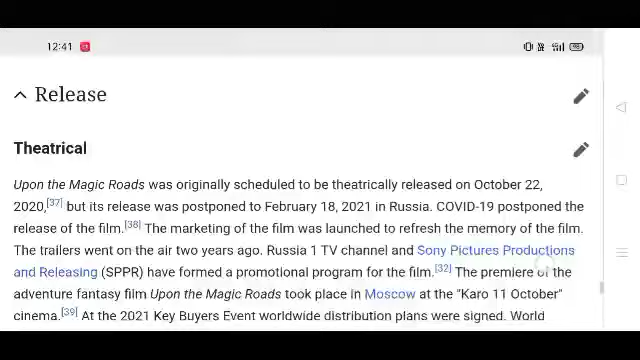 12:41
Release
Theatrical
Upon the Magic Roads was originally scheduled to be theatrically released on October 22,
2020,[37] but its release was postponed to February 18, 2021 in Russia. COVID-19 postponed the
release of the film.[38] The marketing of the film was launched to refresh the memory of the film.
The trailers went on the air two years ago. Russia 1 TV channel and Sony Pictures Productions
and Releasing (SPPR) have formed a promotional program for the film.[32] The premiere of the
adventure fantasy film Upon the Magic Roads took place in Moscow at the "Karo 11 October"
cinema.[39] At the 2021 Key Buyers Event worldwide distribution plans were signed. World